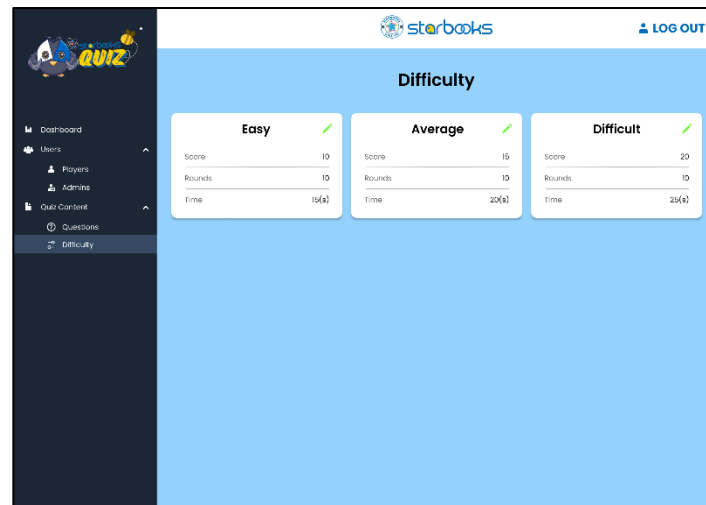 starbooks
QUIZ
starbooks
LOG OUT
Dashboard
Users
Players
Admins
Quiz Content
Questions
Difficulty
Difficulty
Easy
Score 10
Rounds 10
Time 15(s)
Average
Score 15
Rounds 10
Time 20(s)
Difficult
Score 20
Rounds 10
Time 25(s)